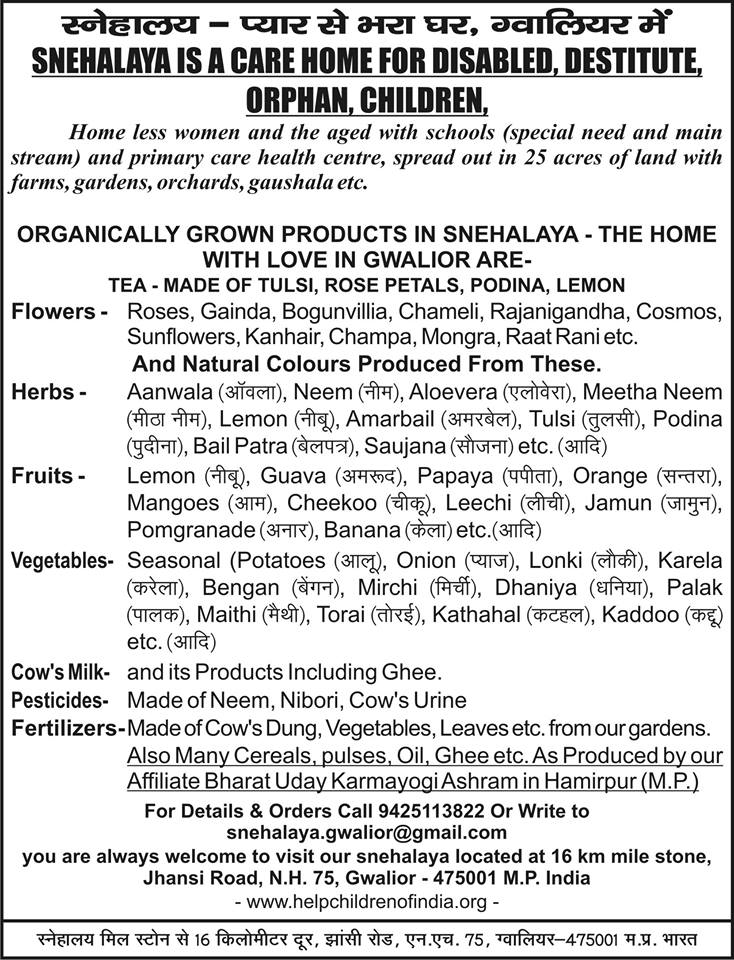 स्नेहालय – प्यार से भरा घर, ग्वालियर में
SNEHALAYA IS A CARE HOME FOR DISABLED, DESTITUTE,
ORPHAN, CHILDREN,
Home less women and the aged with schools (special need and main
stream) and primary care health centre, spread out in 25 acres of land with
farms, gardens, orchards, gaushala etc.
ORGANICALLY GROWN PRODUCTS IN SNEHALAYA - THE HOME
WITH LOVE IN GWALIOR ARE-
TEA - MADE OF TULSI, ROSE PETALS, PODINA, LEMON
Flowers - Roses, Gainda, Bogunvillia, Chameli, Rajanigandha, Cosmos,
Sunflowers, Kanhair, Champa, Mongra, Raat Rani etc.
And Natural Colours Produced From These.
Herbs - Aanwala (ऑवला), Neem (नीम), Aloevera (एलोवेरा), Meetha Neem
(मीठा नीम), Lemon (नीबू), Amarbail (अमरबेल), Tulsi (तुलसी), Podina
(पुदीना), Bail Patra (बेलपत्र), Saujana (सौजना) etc. (आदि)
Fruits - Lemon (नीबू), Guava (अमरूद), Papaya (पपीता), Orange (सन्तरा),
Mangoes (आम), Cheekoo (चीकू), Leechi (लीची), Jamun (जामुन),
Pomgranade (अनार), Banana (केला) etc.(आदि)
Vegetables- Seasonal (Potatoes (आलू), Onion (प्याज), Lonki (लौकी), Karela
(करेला), Bengan (बेंगन), Mirchi (मिर्ची), Dhaniya (धनिया), Palak
(पालक), Maithi (मैथी), Torai (तोरई), Kathahal (कटहल), Kaddoo (कद्दू)
etc. (आदि)
Cow's Milk- and its Products Including Ghee.
Pesticides- Made of Neem, Nibori, Cow's Urine
Fertilizers- Made of Cow's Dung, Vegetables, Leaves etc. from our gardens.
Also Many Cereals, pulses, Oil, Ghee etc. As Produced by our
Affiliate Bharat Uday Karmayogi Ashram in Hamirpur (M.P.)
For Details & Orders Call 9425113822 Or Write to
snehalaya.gwalior@gmail.com
you are always welcome to visit our snehalaya located at 16 km mile stone,
Jhansi Road, N.H. 75, Gwalior - 475001 M.P. India
- www.helpchildrenofindia.org -
स्नेहालय मिल स्टोन से 16 किलोमीटर दूर, झांसी रोड, एन.एच. 75, ग्वालियर–475001 म.प्र. भारत